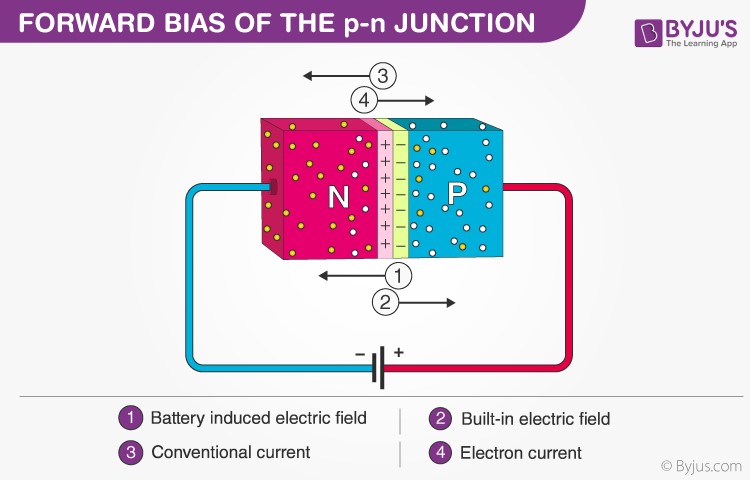 FORWARD BIAS OF THE p-n JUNCTION
BYJU'S
The Learning App
3
4
N
P
+ −
+ −
+ −
+ −
+ −
+ −
+ −
1
2
− +
1 Battery induced electric field
2 Built-in electric field
3 Conventional current
4 Electron current
© Byjus.com